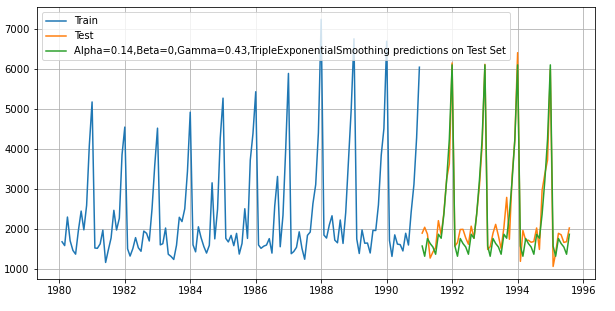 Train
Test
Alpha=0.14,Beta=0,Gamma=0.43,TripleExponentialSmoothing predictions on Test Set
7000
6000
5000
4000
3000
2000
1000
1980 1982 1984 1986 1988 1990 1992 1994 1996